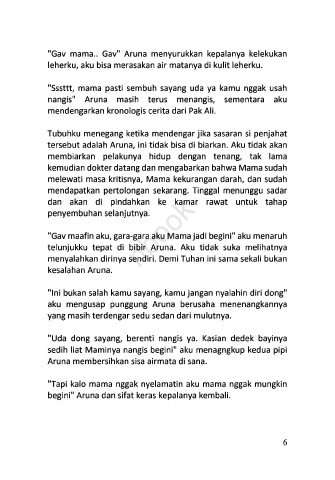 "Gav mama.. Gav" Aruna menyurukkan kepalanya kelekukan
leherku, aku bisa merasakan air matanya di kulit leherku.
"Sssttt, mama pasti sembuh sayang uda ya kamu nggak usah
nangis" Aruna masih terus menangis, sementara aku
mendengarkan kronologis cerita dari Pak Ali.
Tubuhku menegang ketika mendengar jika sasaran si penjahat
tersebut adalah Aruna, ini tidak bisa di biarkan. Aku tidak akan
membiarkan pelakunya hidup dengan tenang, tak lama
kemudian dokter datang dan mengabarkan bahwa Mama sudah
melewati masa kritisnya, Mama kekurangan darah, dan sudah
mendapatkan pertolongan sekarang. Tinggal menunggu sadar
dan akan di pindahkan ke kamar rawat untuk tahap
penyembuhan selanjutnya.
"Gav maafin aku, gara-gara aku Mama jadi begini" aku menaruh
telunjukku tepat di bibir Aruna. Aku tidak suka melihatnya
menyalahkan dirinya sendiri. Demi Tuhan ini sama sekali bukan
kesalahan Aruna.
"Ini bukan salah kamu sayang, kamu jangan nyalahin diri dong"
aku mengusap punggung Aruna berusaha menenangkannya
yang masih terdengar sedu sedan dari mulutnya.
"Uda dong sayang, berenti nangis ya. Kasian dedek bayinya
sedih liat Maminya nangis begini" aku menagngkup kedua pipi
Aruna membersihkan sisa airmata di sana.
"Tapi kalo mama nggak nyelamatin aku mama nggak mungkin
begini" Aruna dan sifat keras kepalanya kembali.
6